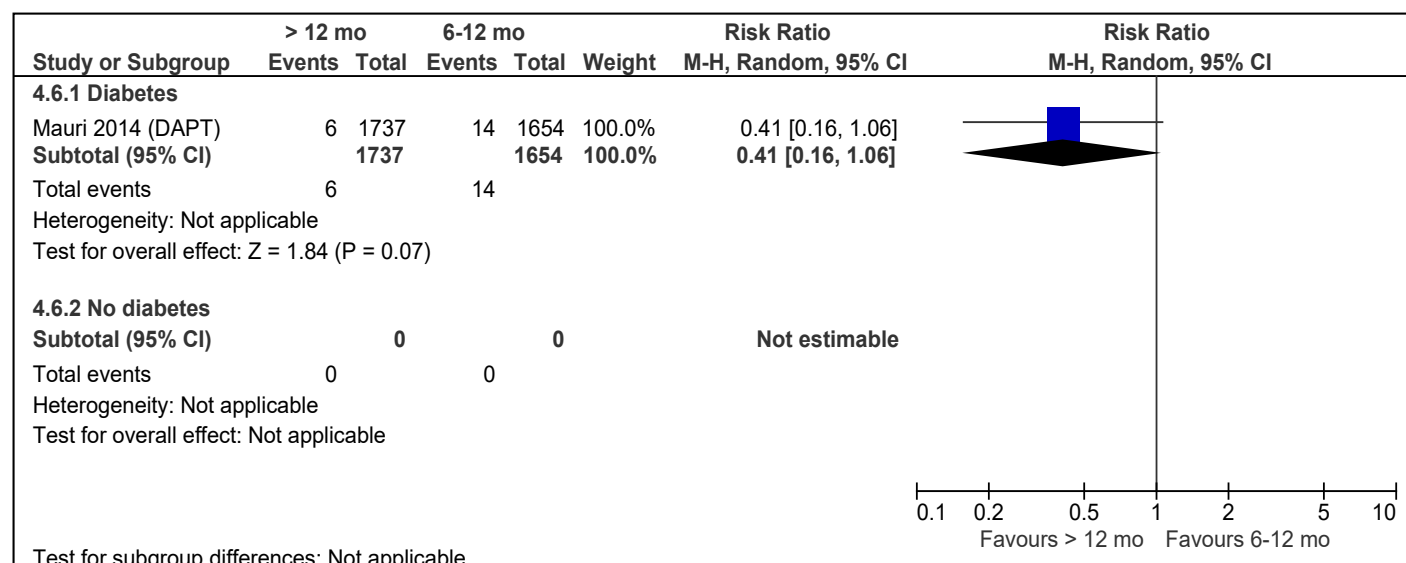 > 12 mo 6-12 mo Risk Ratio Risk Ratio
Study or Subgroup Events Total Events Total Weight M-H, Random, 95% CI M-H, Random, 95% CI
4.6.1 Diabetes
Mauri 2014 (DAPT) 6 1737 14 1654 100.0% 0.41 [0.16, 1.06]
Subtotal (95% CI) 1737 1654 100.0% 0.41 [0.16, 1.06]
Total events 6 14
Heterogeneity: Not applicable
Test for overall effect: Z = 1.84 (P = 0.07)
4.6.2 No diabetes
Subtotal (95% CI) 0 0 Not estimable
Total events 0 0
Heterogeneity: Not applicable
Test for overall effect: Not applicable
0.1 0.2 0.5 1 2 5 10
Favours > 12 mo Favours 6-12 mo
Test for subgroup differences: Not applicable